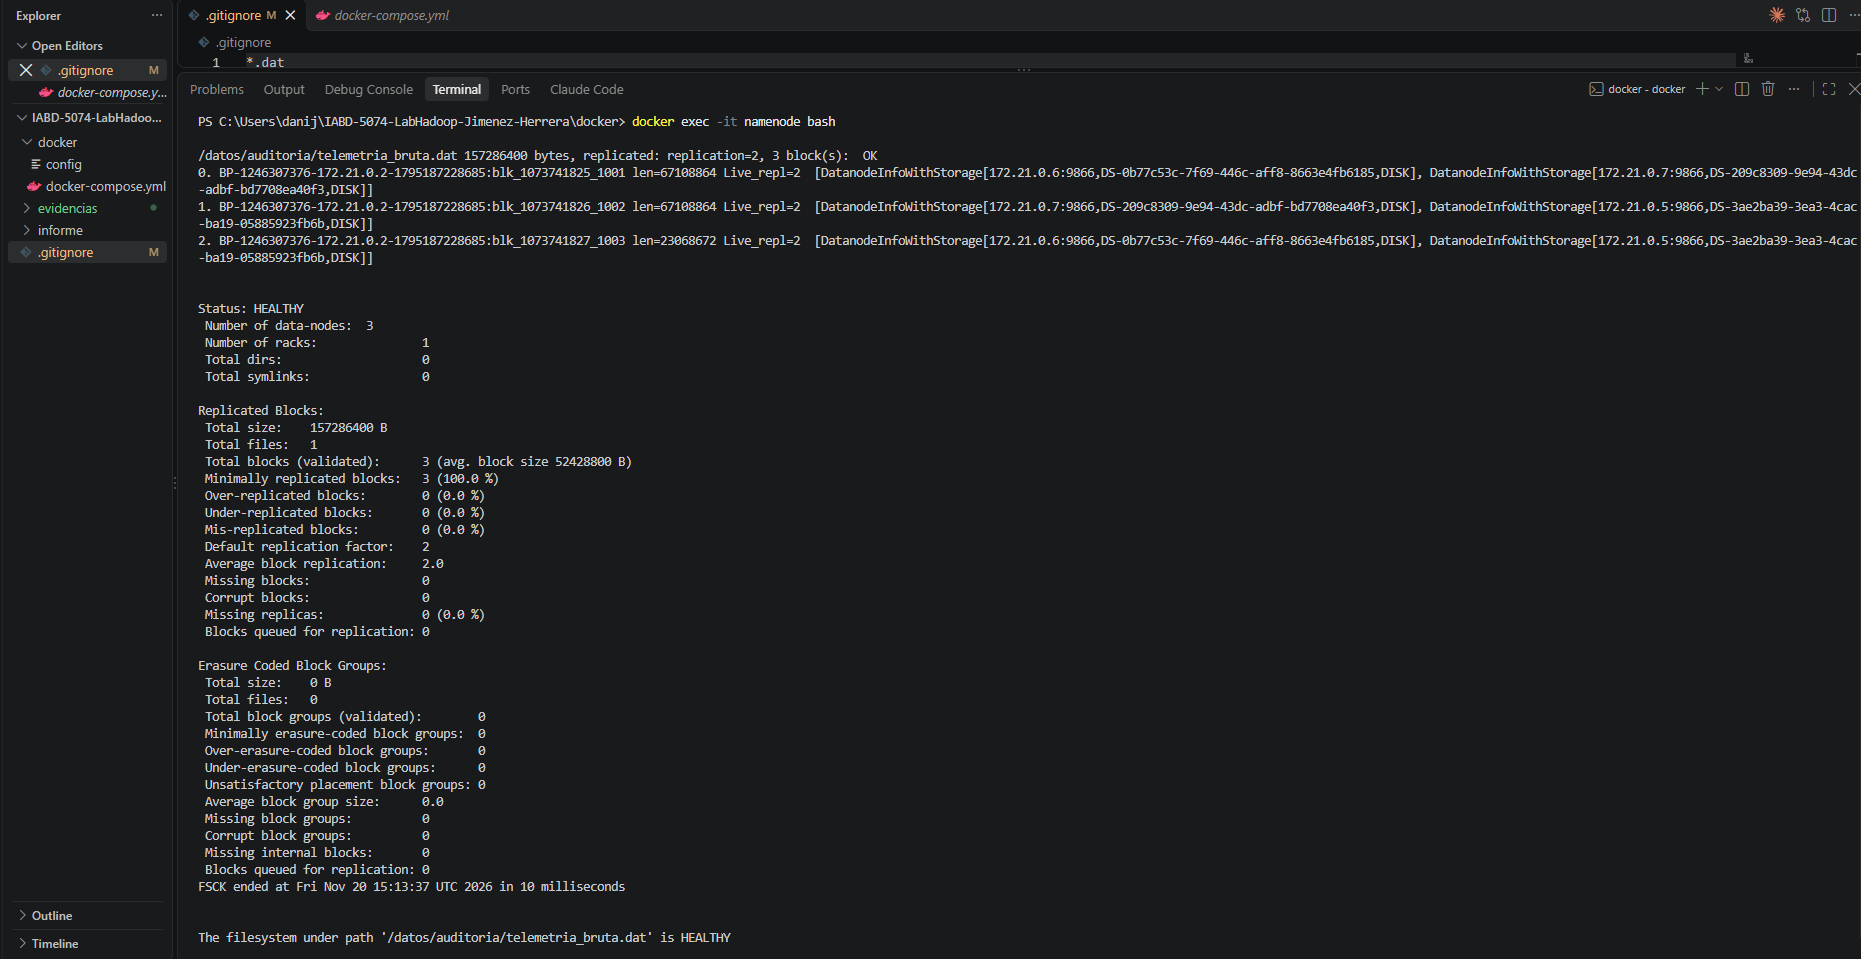 Explorer
Open Editors
.gitignore M
docker-compose.y...
IABD-5074-LabHadoo...
docker
config
docker-compose.yml
evidencias
informe
.gitignore M
Outline
Timeline
.gitignore M
docker-compose.yml
.gitignore
1 *.dat
Problems Output Debug Console Terminal Ports Claude Code
docker - docker
PS C:\Users\danij\IABD-5074-LabHadoop-Jimenez-Herrera\docker> docker exec -it namenode bash
/datos/auditoria/telemetria_bruta.dat 157286400 bytes, replicated: replication=2, 3 block(s):  OK
0. BP-1246307376-172.21.0.2-1795187228685:blk_1073741825_1001 len=67108864 Live_repl=2  [DatanodeInfoWithStorage[172.21.0.6:9866,DS-0b77c53c-7f69-446c-aff8-8663e4fb6185,DISK], DatanodeInfoWithStorage[172.21.0.7:9866,DS-209c8309-9e94-43dc
-adbf-bd7708ea40f3,DISK]]
1. BP-1246307376-172.21.0.2-1795187228685:blk_1073741826_1002 len=67108864 Live_repl=2  [DatanodeInfoWithStorage[172.21.0.7:9866,DS-209c8309-9e94-43dc-adbf-bd7708ea40f3,DISK], DatanodeInfoWithStorage[172.21.0.5:9866,DS-3ae2ba39-3ea3-4cac
-ba19-05885923fb6b,DISK]]
2. BP-1246307376-172.21.0.2-1795187228685:blk_1073741827_1003 len=23068672 Live_repl=2  [DatanodeInfoWithStorage[172.21.0.6:9866,DS-0b77c53c-7f69-446c-aff8-8663e4fb6185,DISK], DatanodeInfoWithStorage[172.21.0.5:9866,DS-3ae2ba39-3ea3-4cac
-ba19-05885923fb6b,DISK]]
Status: HEALTHY
Number of data-nodes: 3
Number of racks: 1
Total dirs: 0
Total symlinks: 0
Replicated Blocks:
Total size: 157286400 B
Total files: 1
Total blocks (validated): 3 (avg. block size 52428800 B)
Minimally replicated blocks: 3 (100.0 %)
Over-replicated blocks: 0 (0.0 %)
Under-replicated blocks: 0 (0.0 %)
Mis-replicated blocks: 0 (0.0 %)
Default replication factor: 2
Average block replication: 2.0
Missing blocks: 0
Corrupt blocks: 0
Missing replicas: 0 (0.0 %)
Blocks queued for replication: 0
Erasure Coded Block Groups:
Total size: 0 B
Total files: 0
Total block groups (validated): 0
Minimally erasure-coded block groups: 0
Over-erasure-coded block groups: 0
Under-erasure-coded block groups: 0
Unsatisfactory placement block groups: 0
Average block group size: 0.0
Missing block groups: 0
Corrupt block groups: 0
Missing internal blocks: 0
Blocks queued for replication: 0
FSCK ended at Fri Nov 20 15:13:37 UTC 2026 in 10 milliseconds
The filesystem under path '/datos/auditoria/telemetria_bruta.dat' is HEALTHY